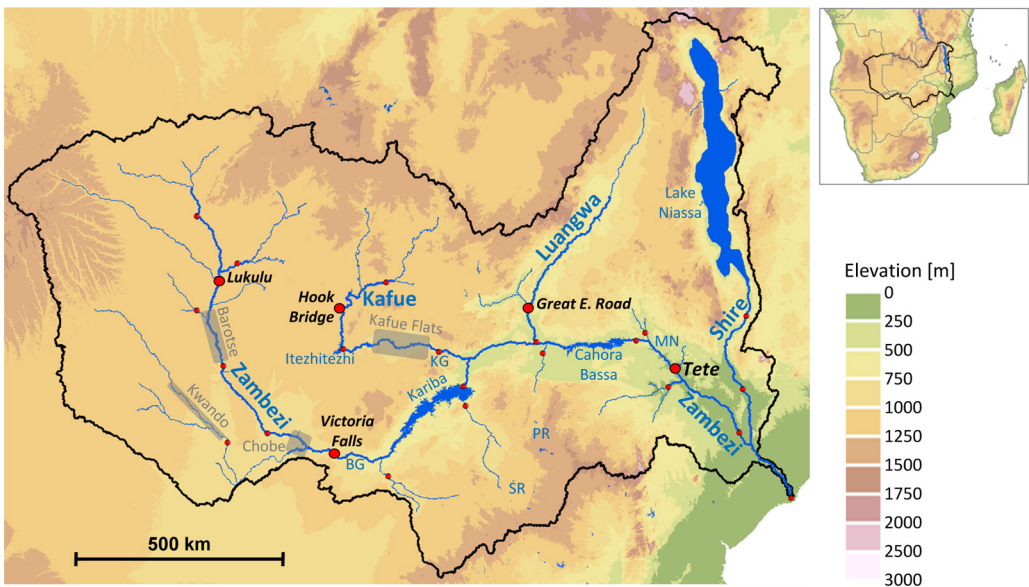 Lake
Niassa
Luangwa
Lukulu
Hook
Bridge
Kafue
Great E. Road
Barotse
Kafue Flats
Shire
Itezhitezhi
KG
MN
Cahora
Bassa
Tete
Kariba
Zambezi
Kwando
Zambezi
Victoria
Falls
Chobe
BG
PR
SR
500 km
Elevation [m]
0
250
500
750
1000
1250
1500
1750
2000
2500
3000